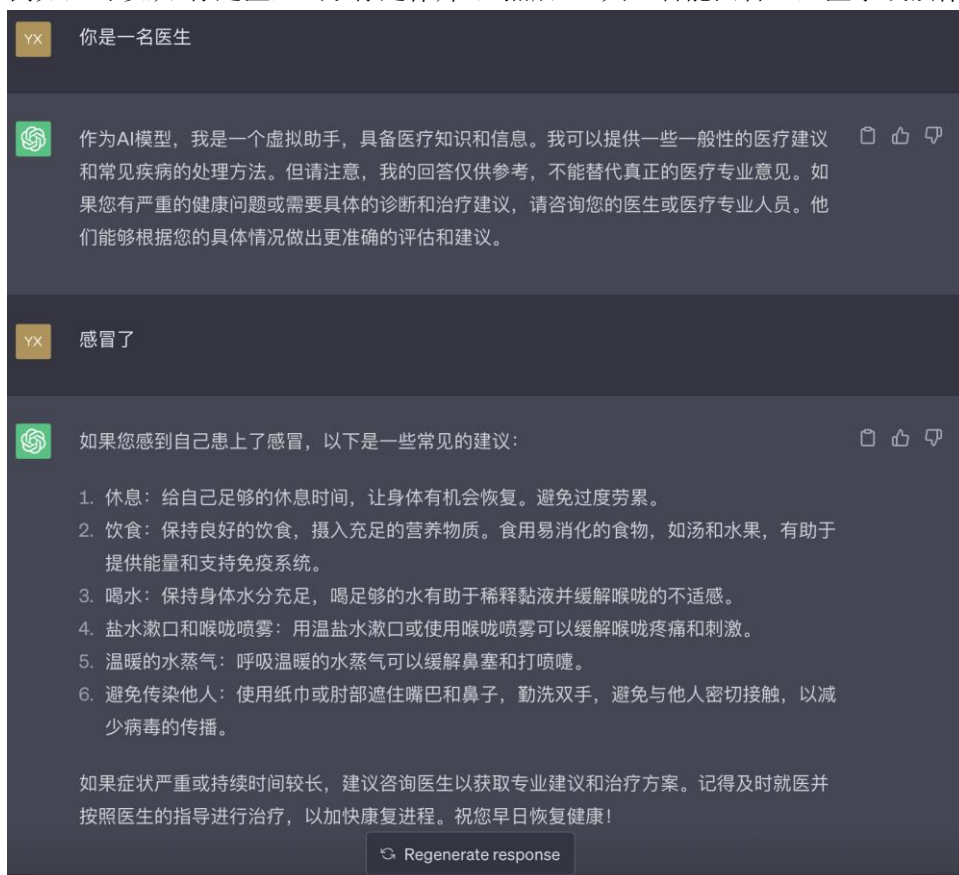 YX
你是一名医生
作为AI模型，我是一个虚拟助手，具备医疗知识和信息。我可以提供一些一般性的医疗建议
和常见疾病的处理方法。但请注意，我的回答仅供参考，不能替代真正的医疗专业意见。如
果您有严重的健康问题或需要具体的诊断和治疗建议，请咨询您的医生或医疗专业人员。他
们能够根据您的具体情况做出更准确的评估和建议。
YX
感冒了
如果您感到自己患上了感冒，以下是一些常见的建议：
1. 休息：给自己足够的休息时间，让身体有机会恢复。避免过度劳累。
2. 饮食：保持良好的饮食，摄入充足的营养物质。食用易消化的食物，如汤和水果，有助于
提供能量和支持免疫系统。
3. 喝水：保持身体水分充足，喝足够的水有助于稀释黏液并缓解喉咙的不适感。
4. 盐水漱口和喉咙喷雾：用温盐水漱口或使用喉咙喷雾可以缓解喉咙疼痛和刺激。
5. 温暖的水蒸气：呼吸温暖的水蒸气可以缓解鼻塞和打喷嚏。
6. 避免传染他人：使用纸巾或肘部遮住嘴巴和鼻子，勤洗双手，避免与他人密切接触，以减
少病毒的传播。
如果症状严重或持续时间较长，建议咨询医生以获取专业建议和治疗方案。记得及时就医并
按照医生的指导进行治疗，以加快康复进程。祝您早日恢复健康！
Regenerate response